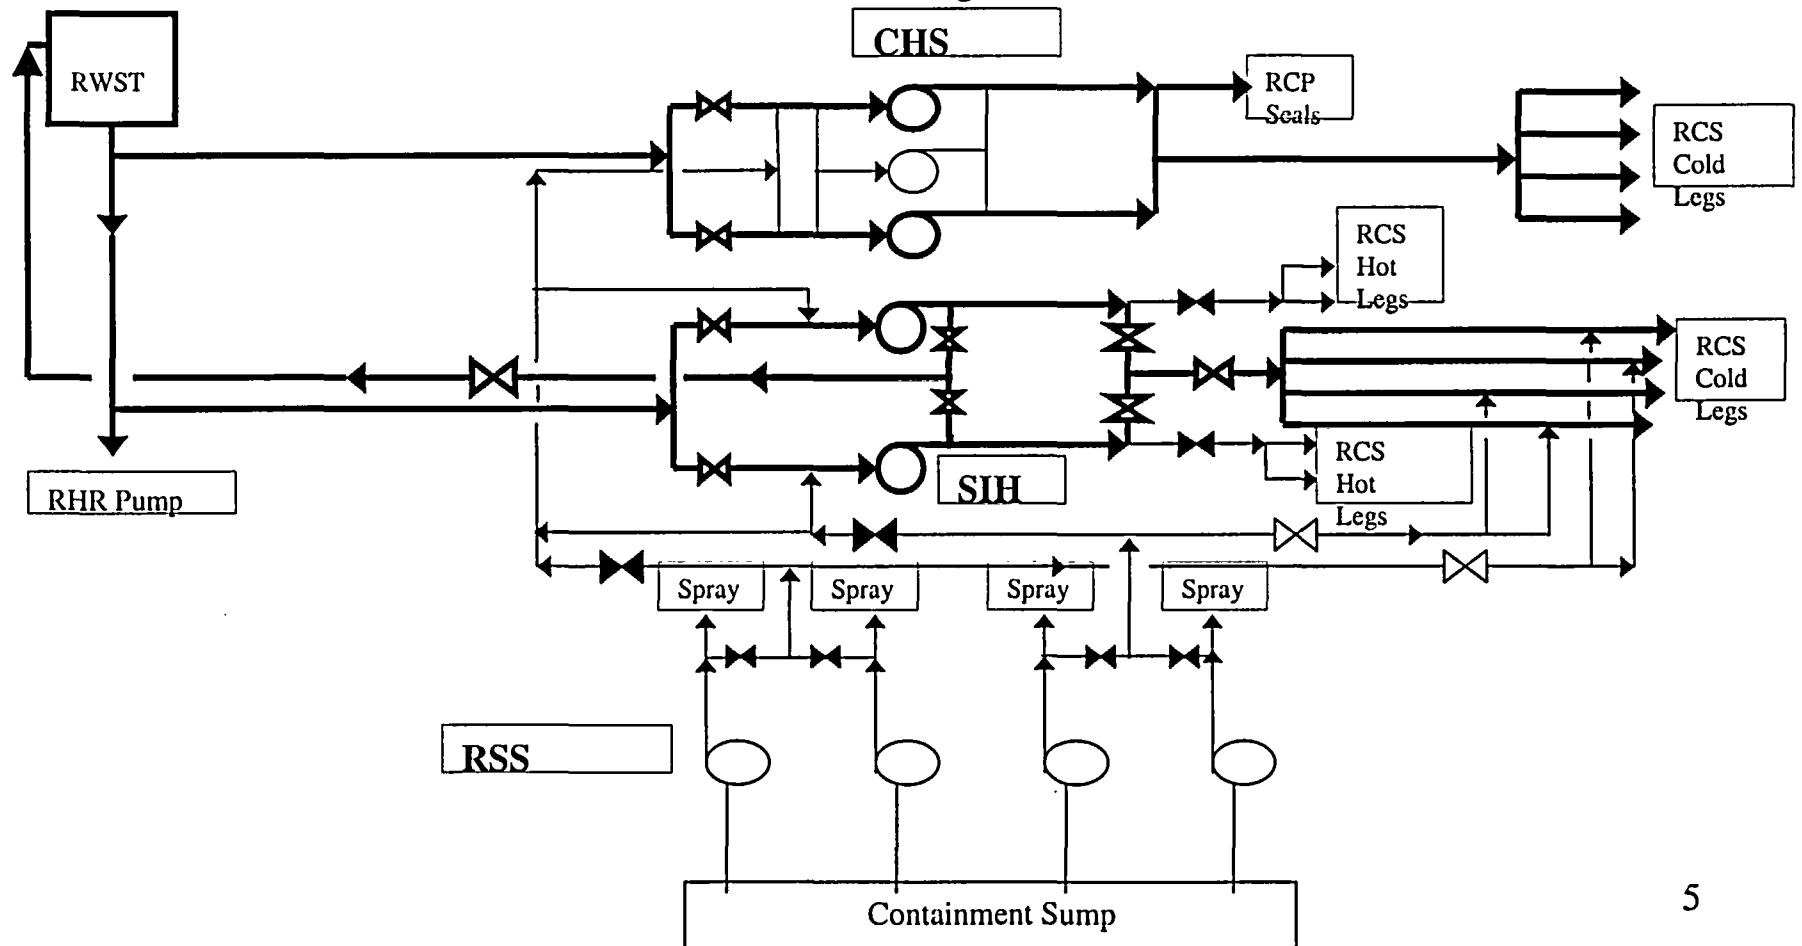 CHS
RWST
RCP
Seals
RCS
Cold
Legs
RCS
Hot
Legs
RCS
Cold
Legs
RCS
Hot
Legs
SIH
RHR Pump
Spray
Spray
Spray
Spray
RSS
Containment Sump
5